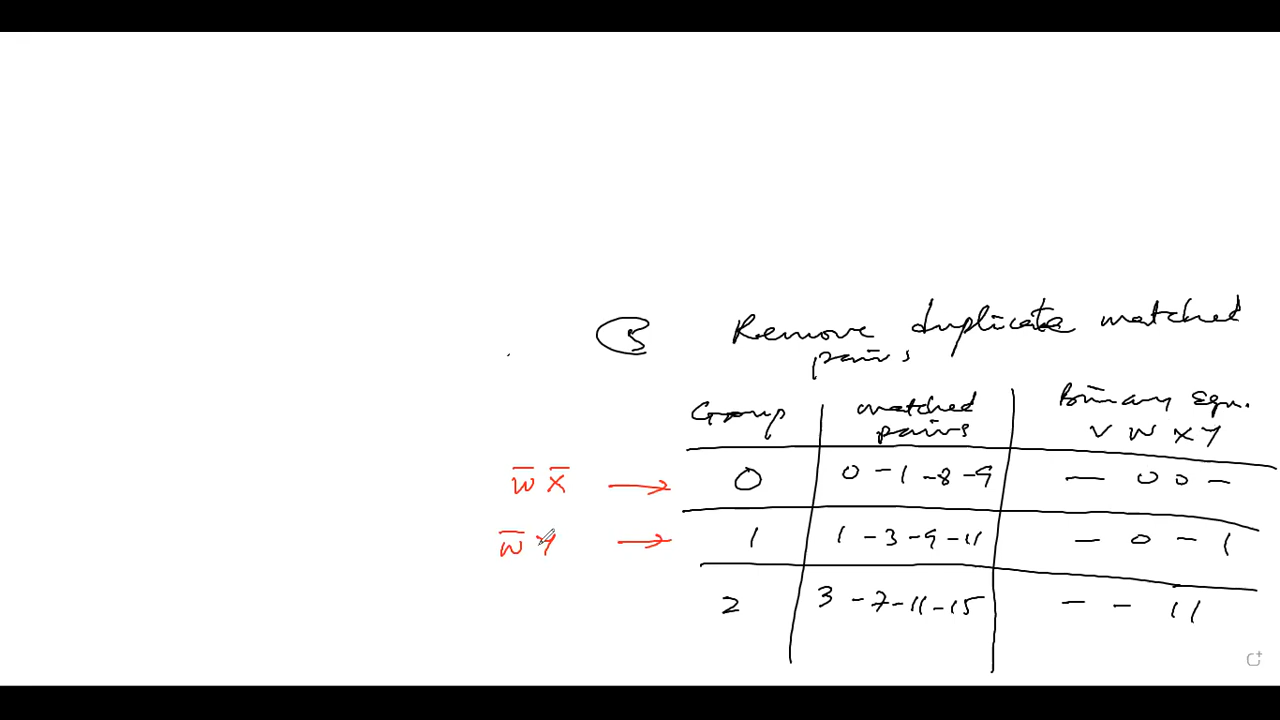 ③ Remove duplicate matched
pairs
Group matched pairs Binary Eqn. V W X Y
W̅ X̅ → 0 0-1-8-9 - 0 0 -
W̅ Y → 1 1-3-9-11 - 0 - 1
2 3-7-11-15 - - 1 1